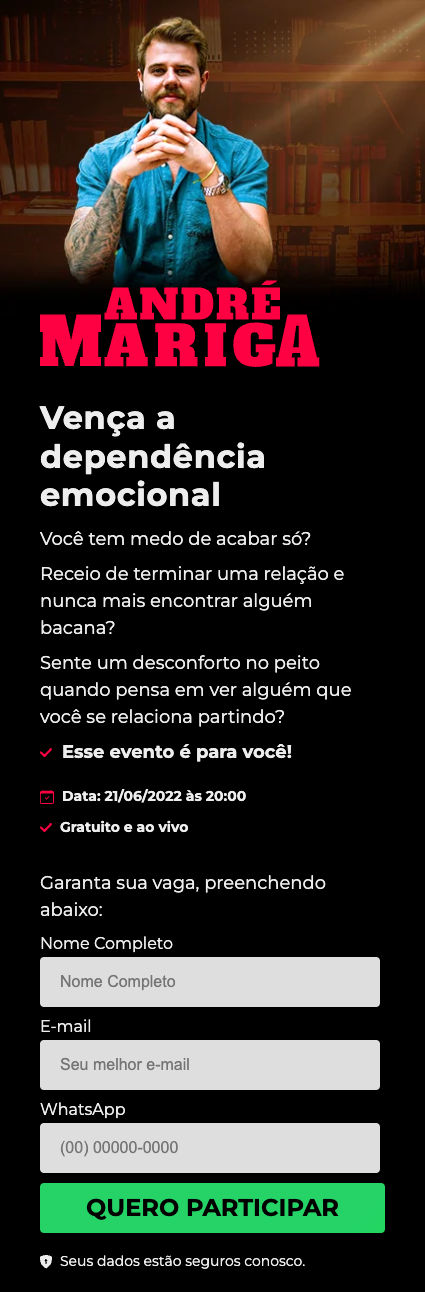 ANDRÉ
MARIGA
Vença a
dependência
emocional
Você tem medo de acabar só?
Receio de terminar uma relação e
nunca mais encontrar alguém
bacana?
Sente um desconforto no peito
quando pensa em ver alguém que
você se relaciona partindo?
Esse evento é para você!
Data: 21/06/2022 às 20:00
Gratuito e ao vivo
Garanta sua vaga, preenchendo
abaixo:
Nome Completo
Nome Completo
E-mail
Seu melhor e-mail
WhatsApp
(00) 00000-0000
QUERO PARTICIPAR
Seus dados estão seguros conosco.